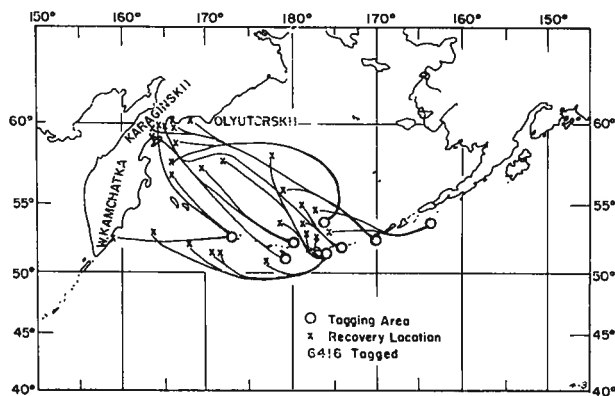 150° 160° 170° 180° 170° 160° 150°
60°
55°
50°
45°
40°
KARAGINSKII
OLYUTORSKII
W.KAMCHATKA
60°
55°
50°
45°
40°
O Tagging Area
x Recovery Location
6416 Tagged